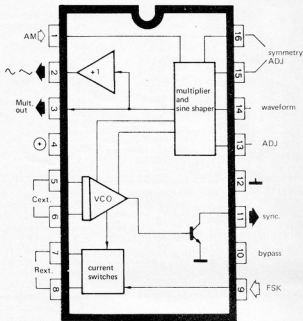 AM
1
2
Mult.
out
3
4
5
Cext.
6
7
Rext.
8
+1
multiplier
and
sine shaper
VCO
current
switches
16
symmetry
ADJ
15
14
waveform
13
ADJ
12
11
sync.
10
bypass
9
FSK